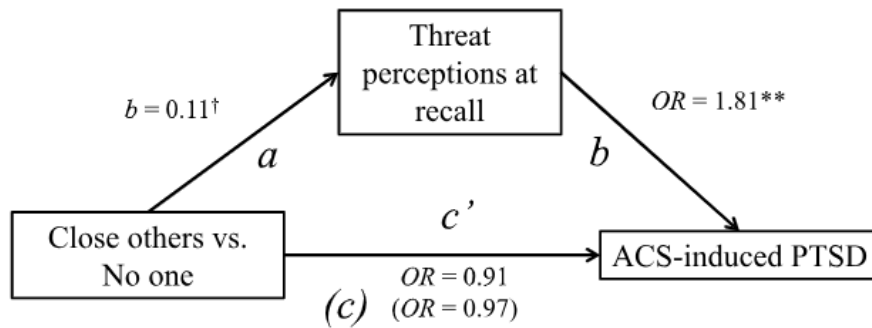 Threat
perceptions at
recall
b = 0.11†
OR = 1.81**
a
b
c’
Close others vs.
No one
ACS-induced PTSD
OR = 0.91
(c) (OR = 0.97)